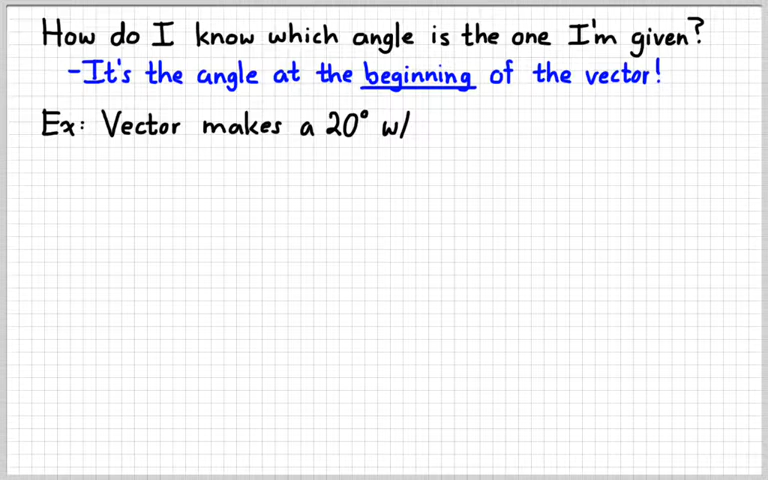 How do I know which angle is the one I'm given?
-It's the angle at the beginning of the vector!
Ex: Vector makes a 20° w/